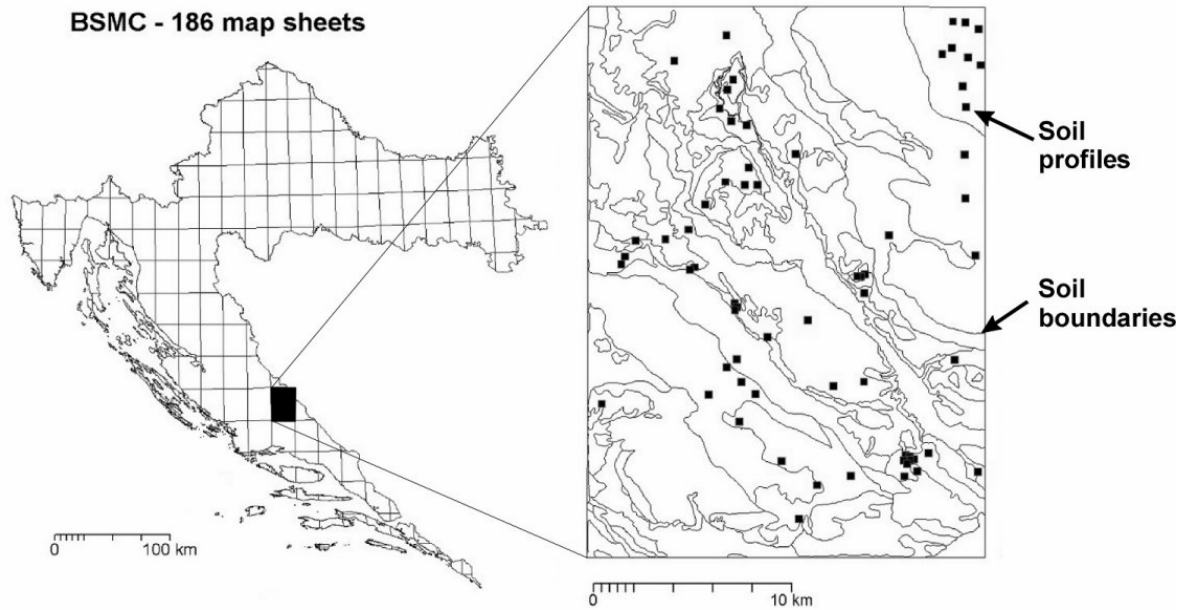 BSMC - 186 map sheets
Soil
profiles
Soil
boundaries
0 100 km
0 10 km